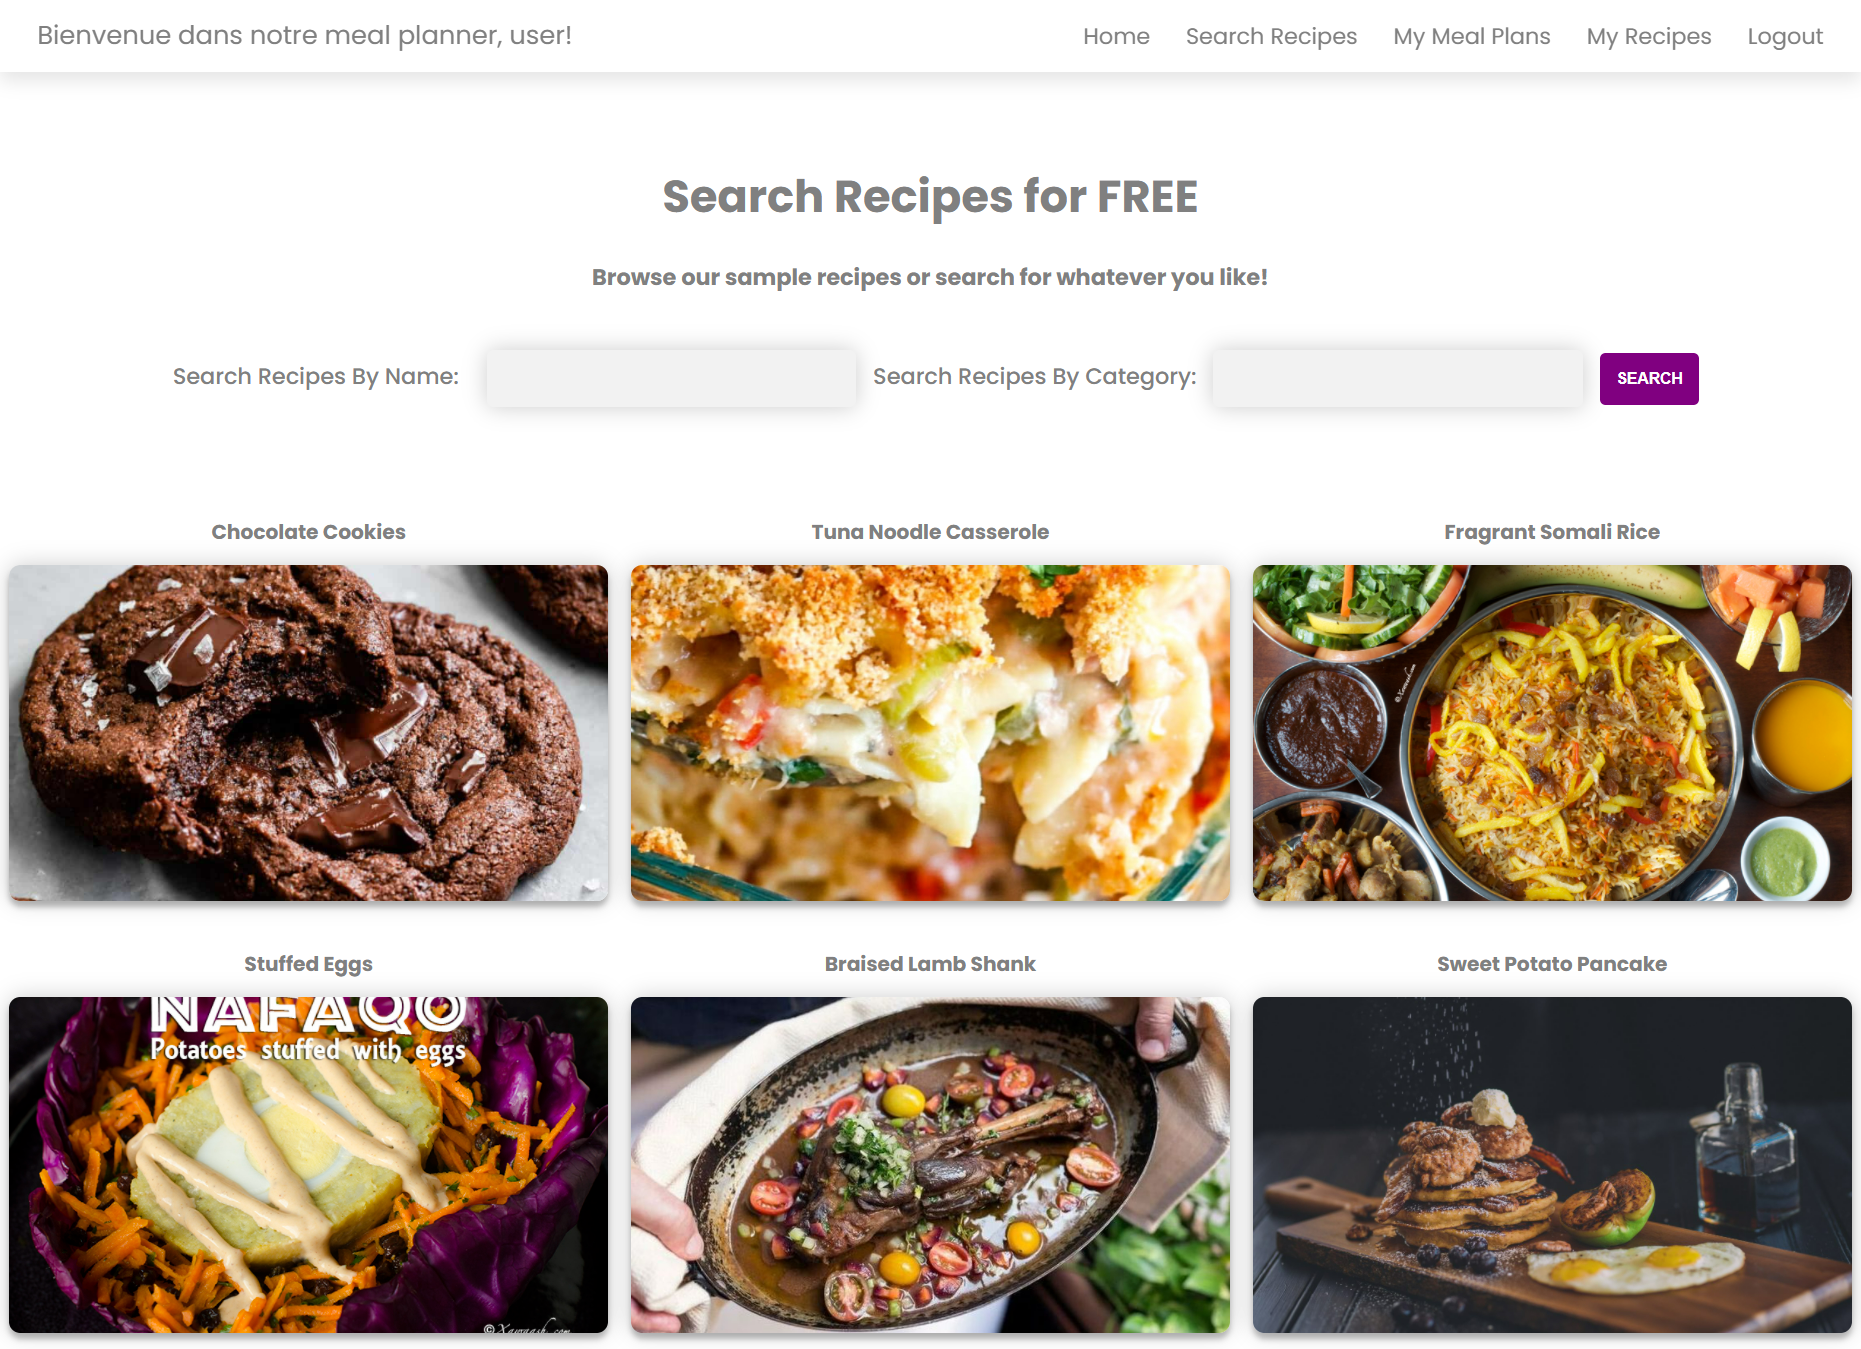 Bienvenue dans notre meal planner, user!
Home Search Recipes My Meal Plans My Recipes Logout
Search Recipes for FREE
Browse our sample recipes or search for whatever you like!
Search Recipes By Name:
Search Recipes By Category:
SEARCH
Chocolate Cookies
Tuna Noodle Casserole
Fragrant Somali Rice
© Xawaash.com
Stuffed Eggs
Braised Lamb Shank
Sweet Potato Pancake
NAFAQO
Potatoes stuffed with eggs
© Xawaash.com